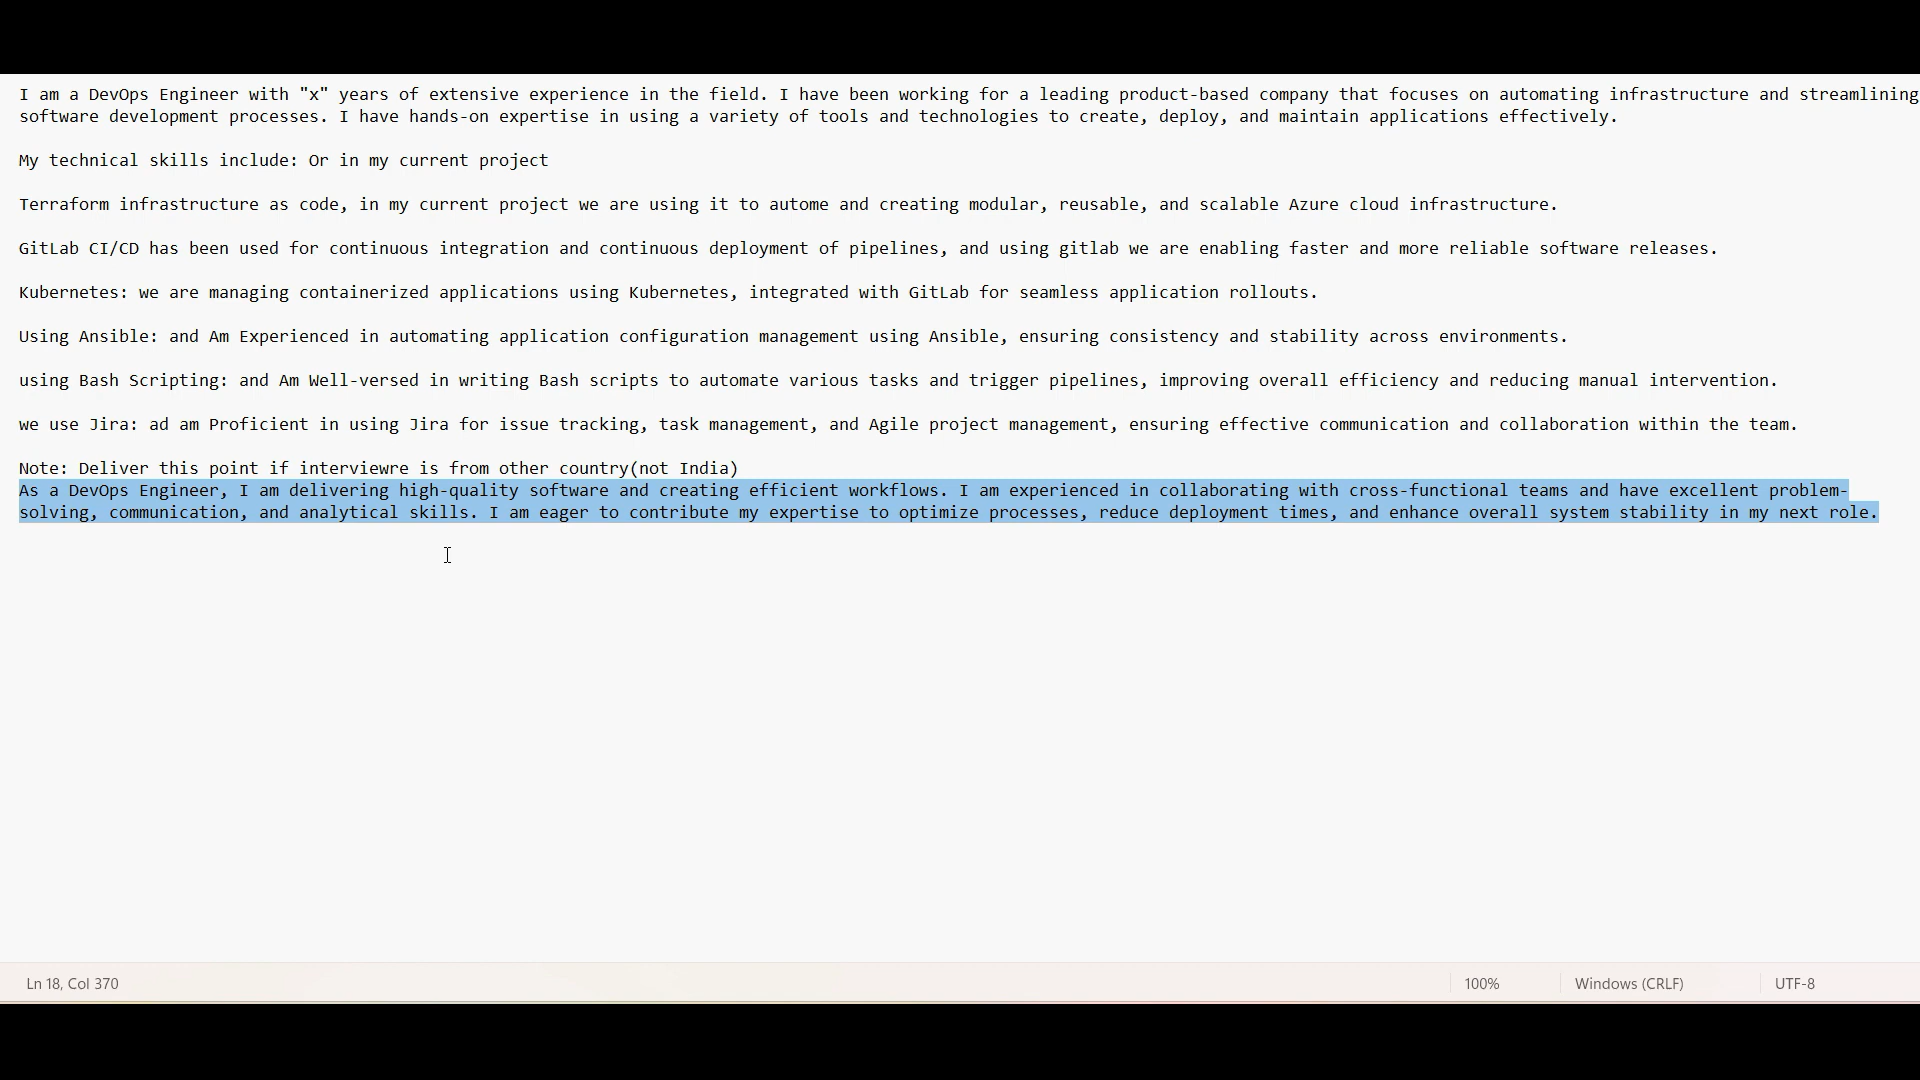 I am a DevOps Engineer with "x" years of extensive experience in the field. I have been working for a leading product-based company that focuses on automating infrastructure and streamlining
software development processes. I have hands-on expertise in using a variety of tools and technologies to create, deploy, and maintain applications effectively.
My technical skills include: Or in my current project
Terraform infrastructure as code, in my current project we are using it to autome and creating modular, reusable, and scalable Azure cloud infrastructure.
GitLab CI/CD has been used for continuous integration and continuous deployment of pipelines, and using gitlab we are enabling faster and more reliable software releases.
Kubernetes: we are managing containerized applications using Kubernetes, integrated with GitLab for seamless application rollouts.
Using Ansible: and Am Experienced in automating application configuration management using Ansible, ensuring consistency and stability across environments.
using Bash Scripting: and Am Well-versed in writing Bash scripts to automate various tasks and trigger pipelines, improving overall efficiency and reducing manual intervention.
we use Jira: ad am Proficient in using Jira for issue tracking, task management, and Agile project management, ensuring effective communication and collaboration within the team.
Note: Deliver this point if interviewre is from other country(not India)
As a DevOps Engineer, I am delivering high-quality software and creating efficient workflows. I am experienced in collaborating with cross-functional teams and have excellent problem-
solving, communication, and analytical skills. I am eager to contribute my expertise to optimize processes, reduce deployment times, and enhance overall system stability in my next role.
Ln 18, Col 370
100%
Windows (CRLF)
UTF-8